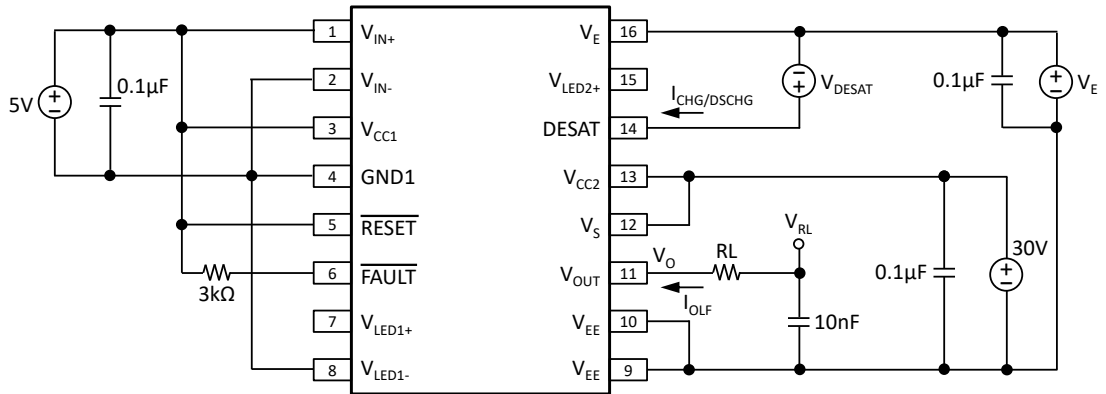 1 V_IN+
2 V_IN-
3 V_CC1
4 GND1
5 RESET
6 FAULT
7 V_LED1+
8 V_LED1-
5V
0.1µF
3kΩ
V_E 16
V_LED2+ 15
DESAT 14
V_CC2 13
V_S 12
V_OUT 11
V_EE 10
V_EE 9
I_CHG/DSCHG
V_DESAT
0.1µF
V_E
V_O
RL
V_RL
I_OLF
10nF
0.1µF
30V